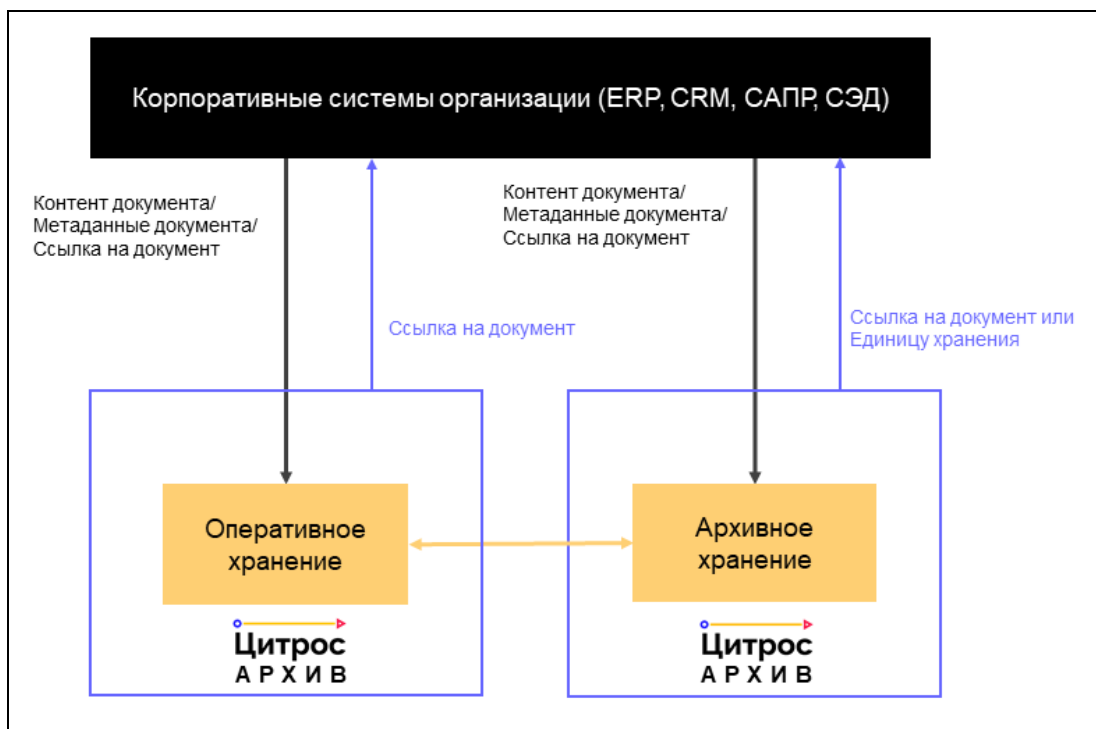 Корпоративные системы организации (ERP, CRM, САПР, СЭД)
Контент документа/
Метаданные документа/
Ссылка на документ
Контент документа/
Метаданные документа/
Ссылка на документ
Ссылка на документ
Ссылка на документ или
Единицу хранения
Оперативное
хранение
Архивное
хранение
Цитрос
АРХИВ
Цитрос
АРХИВ